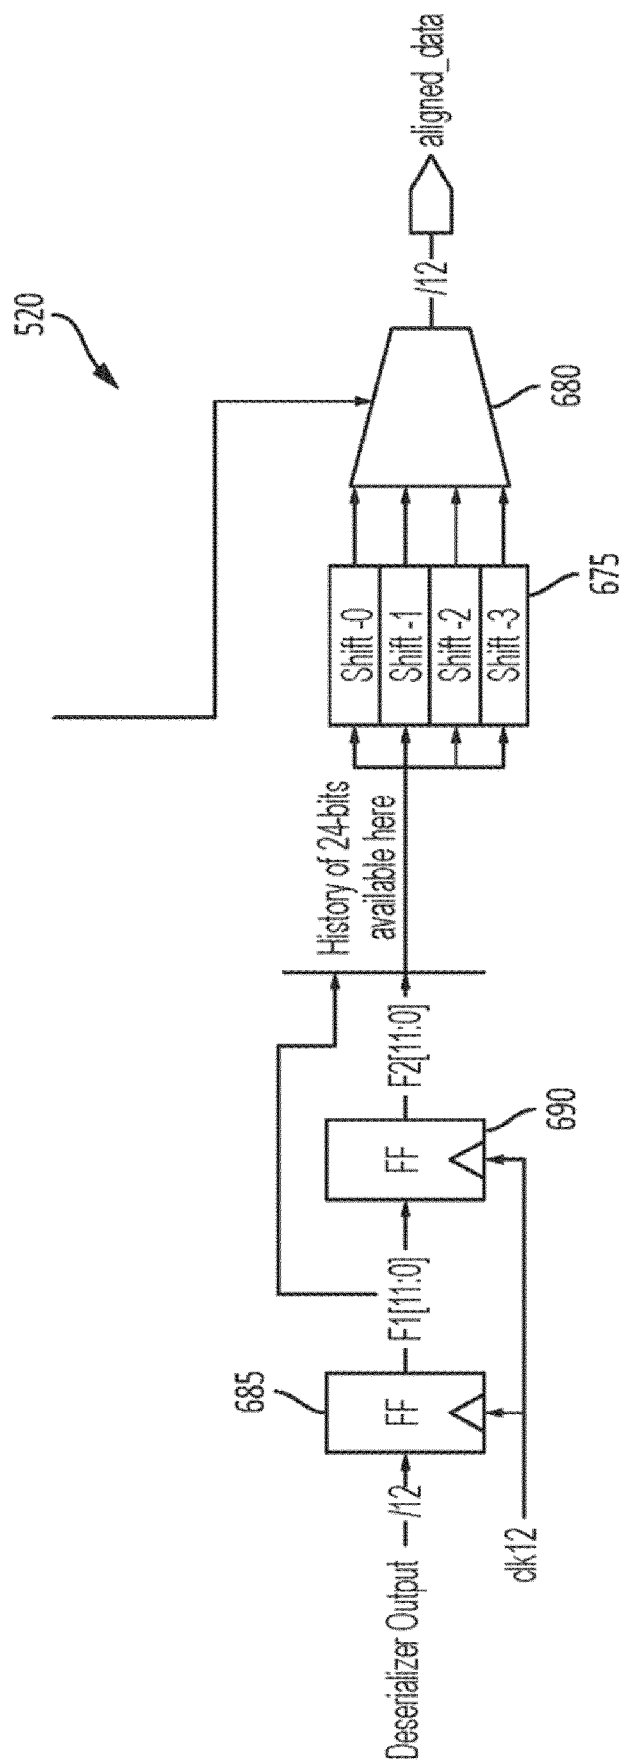 520
Deserializer Output
/12
685
FF
F1[11:0]
FF
690
F2[11:0]
clk12
History of 24-bits
available here
Shift -0
Shift -1
Shift -2
Shift -3
675
680
/12
aligned_data